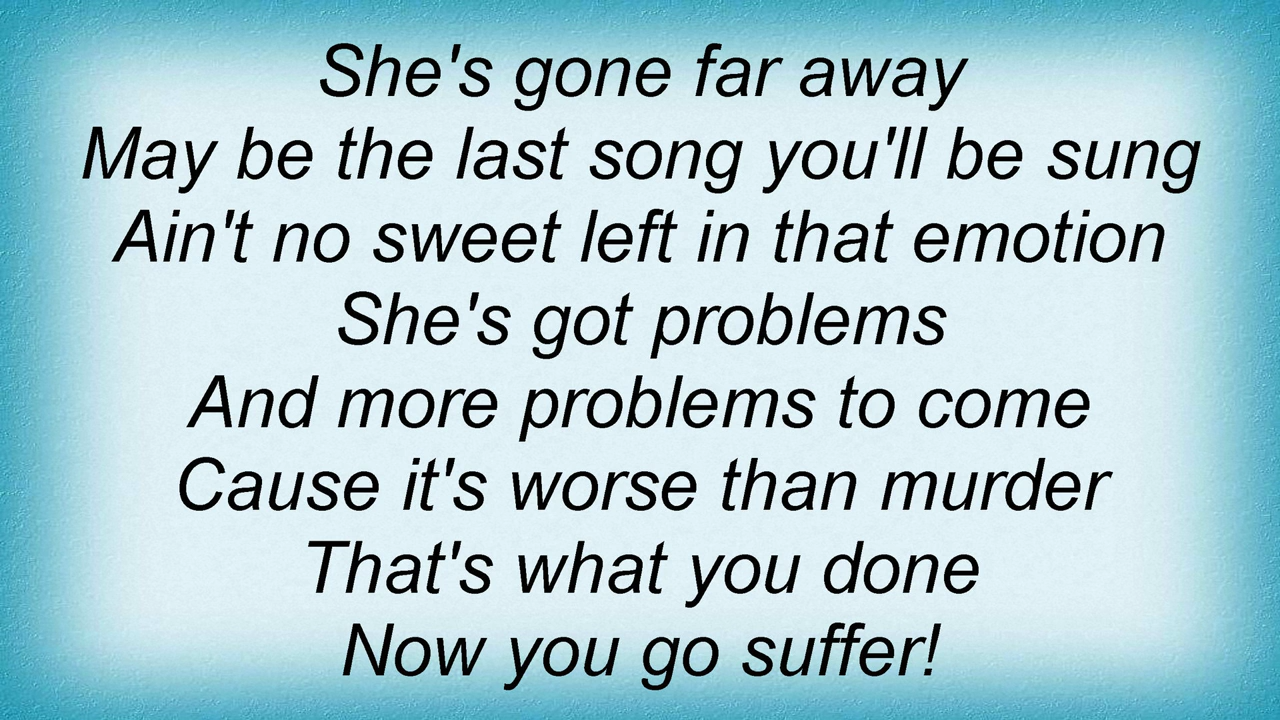 She's gone far away
May be the last song you'll be sung
Ain't no sweet left in that emotion
She's got problems
And more problems to come
Cause it's worse than murder
That's what you done
Now you go suffer!